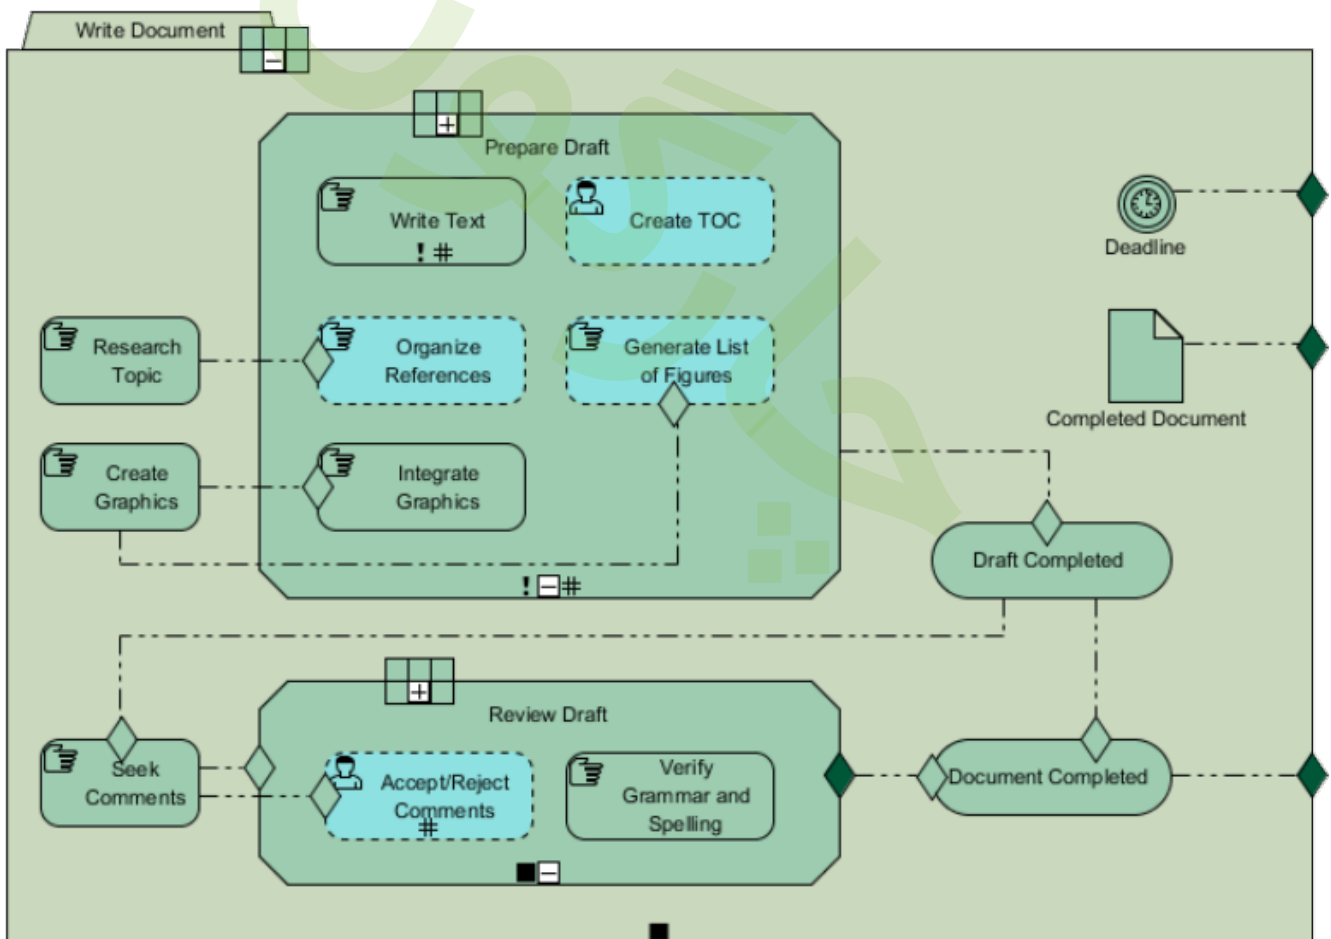 Write Document
Prepare Draft
Write Text
! #
Create TOC
Deadline
Research
Topic
Organize
References
Generate List
of Figures
Completed Document
Create
Graphics
Integrate
Graphics
! − #
Draft Completed
Review Draft
Seek
Comments
Accept/Reject
Comments
#
Verify
Grammar and
Spelling
Document Completed